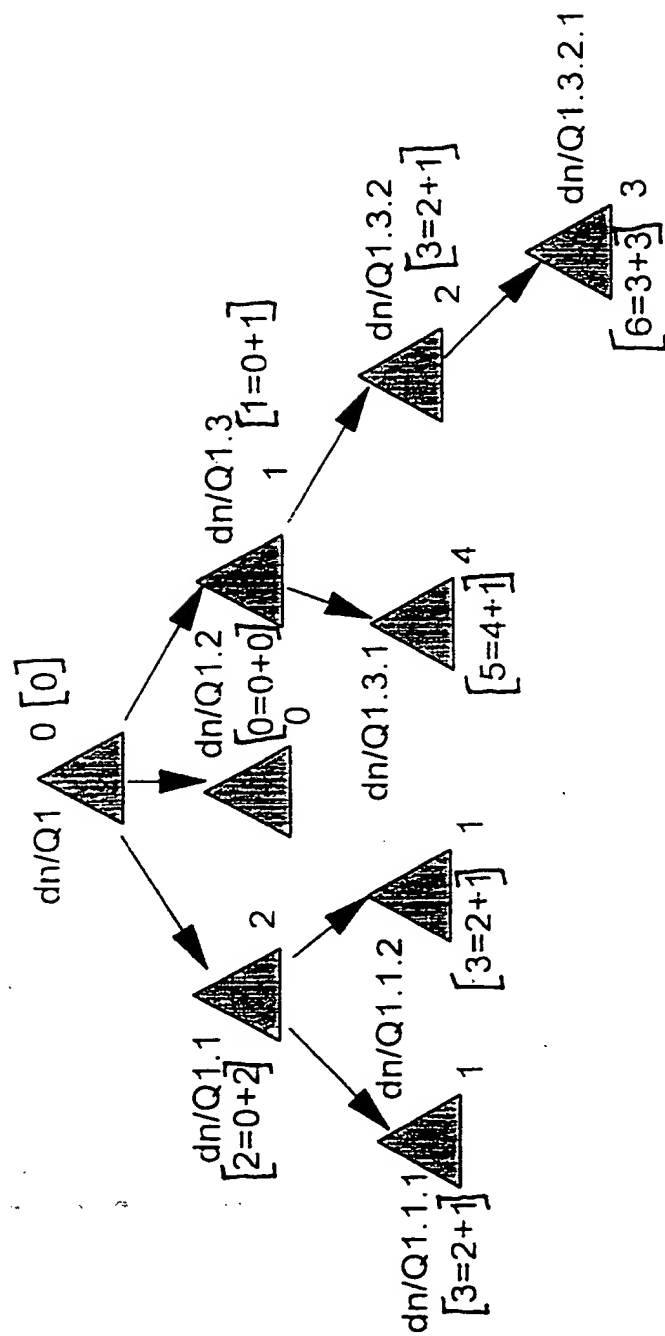 dn/Q1
0 [0]
dn/Q1.1
[2=0+2]
2
dn/Q1.2
[0=0+0]
0
dn/Q1.3
[1=0+1]
1
dn/Q1.1.1
[3=2+1]
1
dn/Q1.1.2
[3=2+1]
1
dn/Q1.3.1
[5=4+1]
4
dn/Q1.3.2
[3=2+1]
2
dn/Q1.3.2.1
[6=3+3]
3